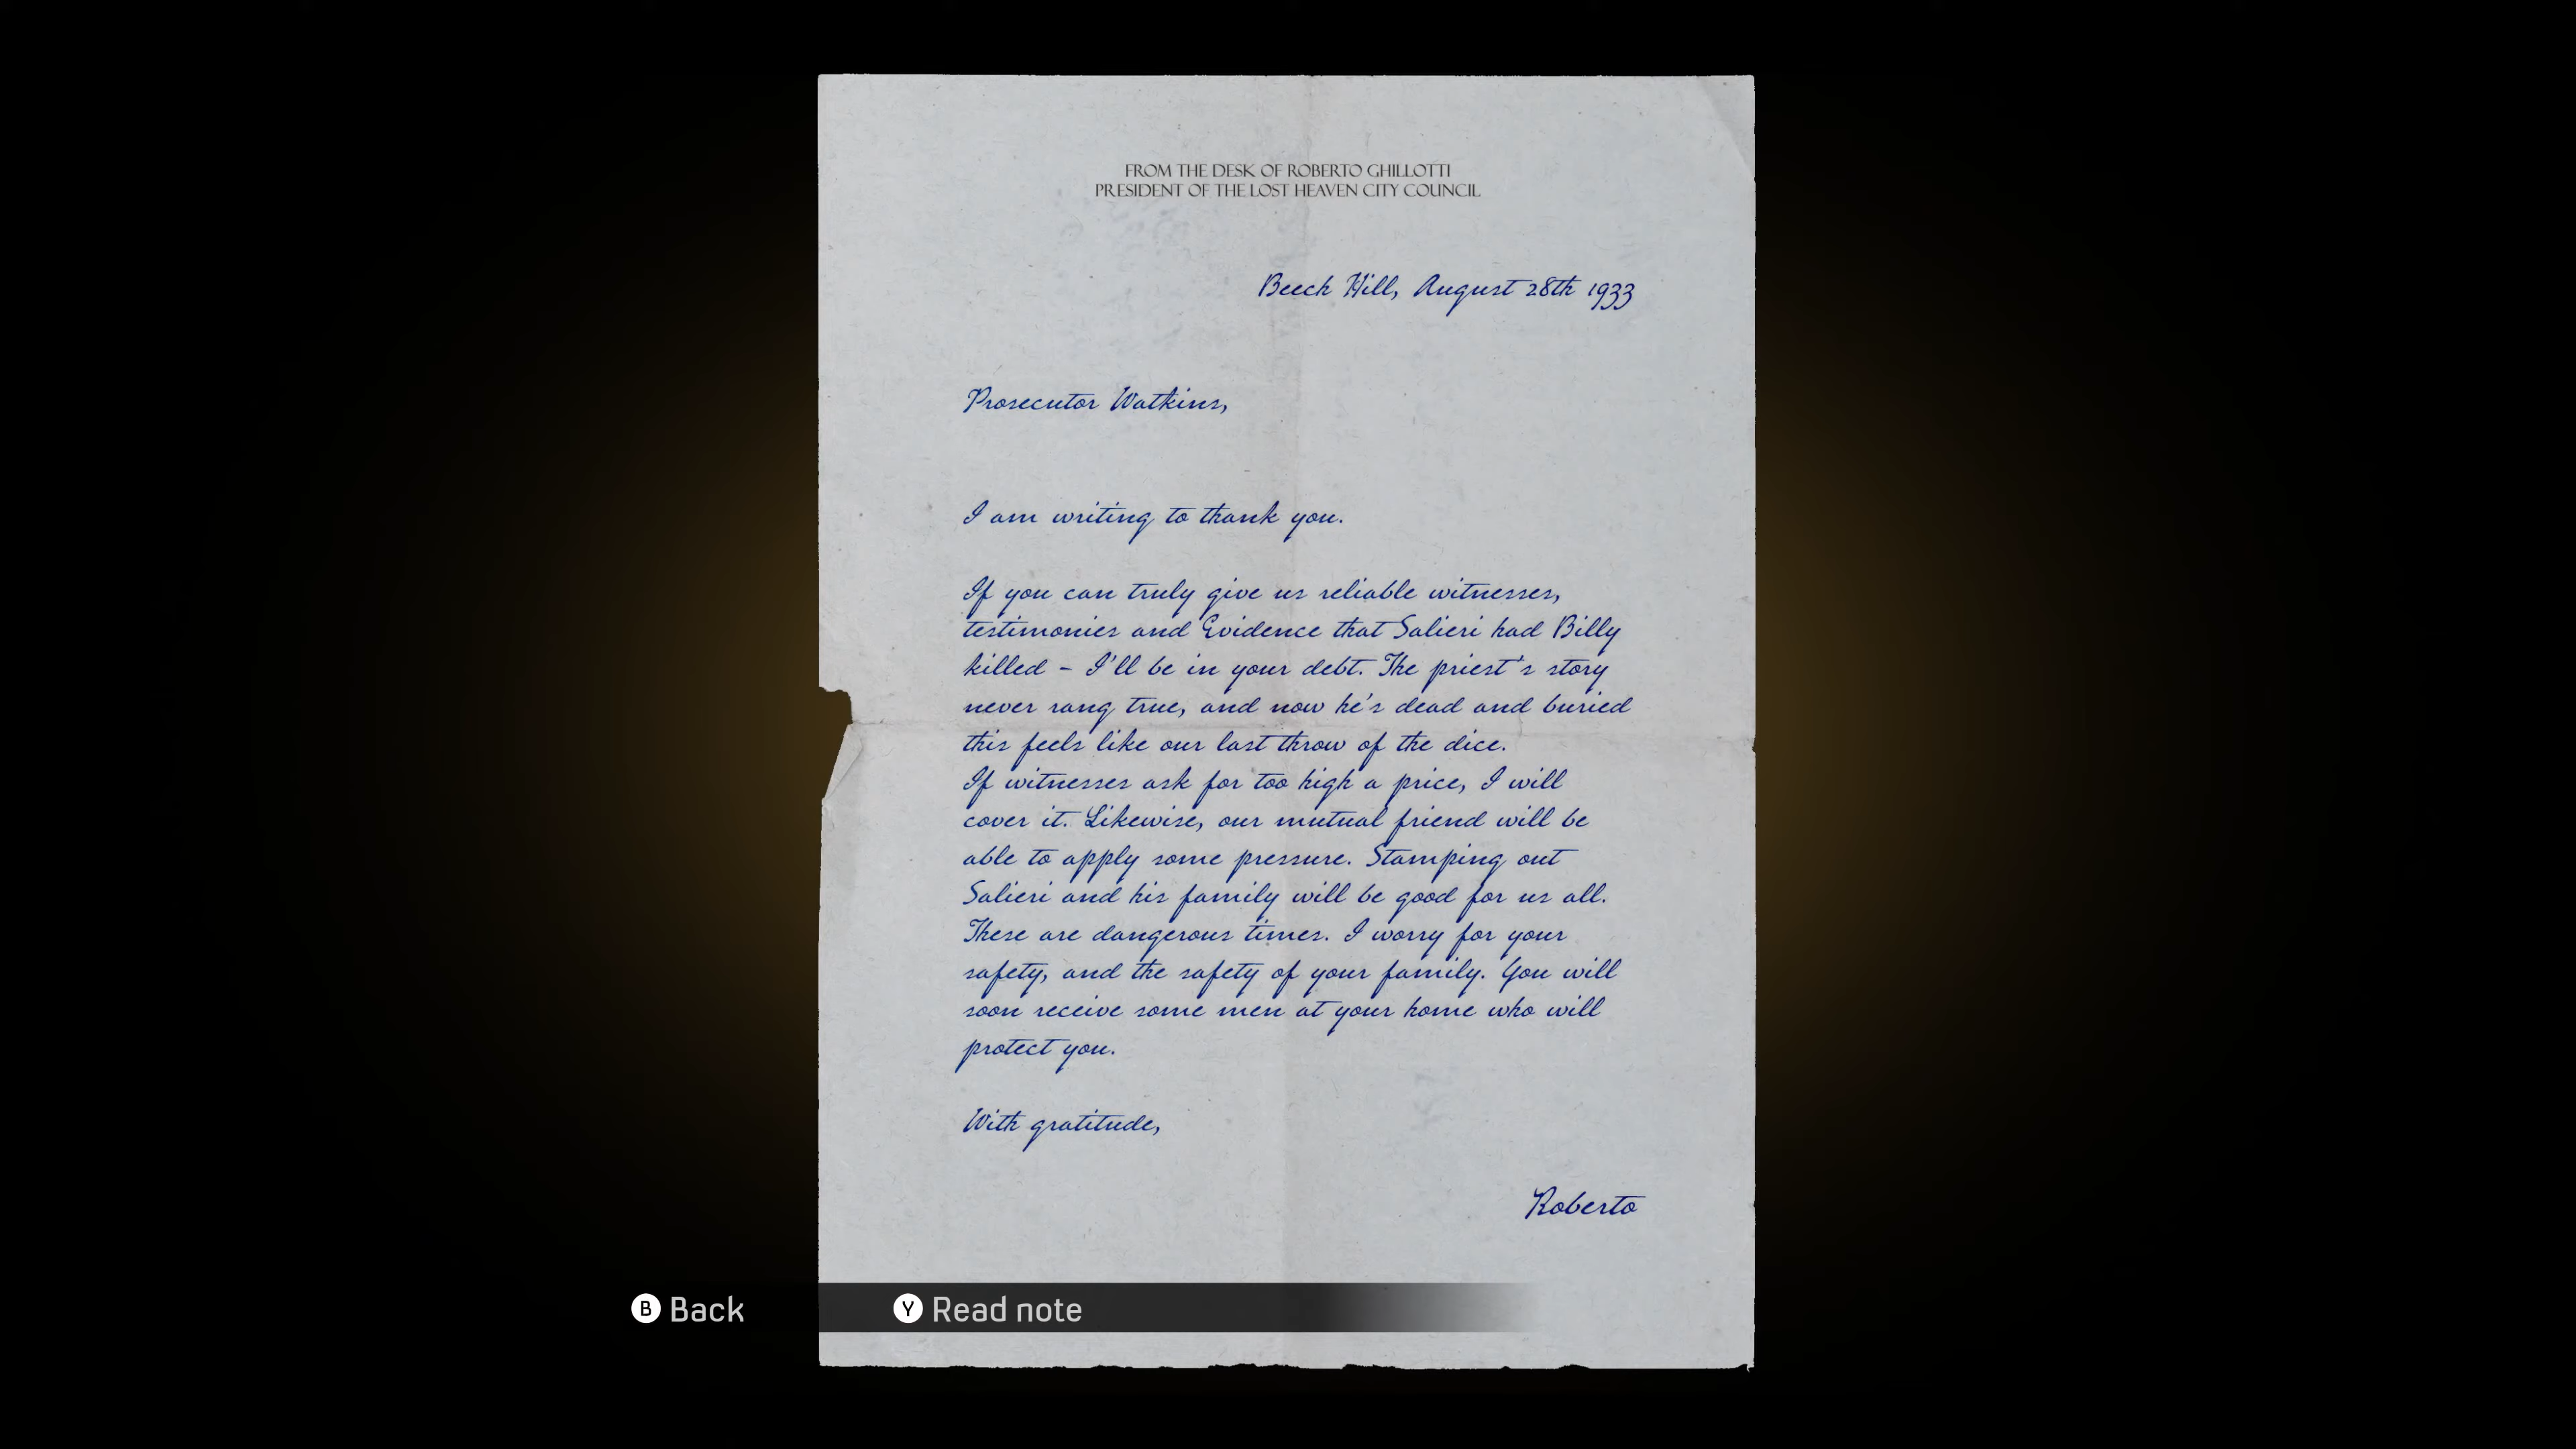 FROM THE DESK OF ROBERTO GHILLOTTI
PRESIDENT OF THE LOST HEAVEN CITY COUNCIL
Beech Hill, August 28th 1933
Prosecutor Watkins,
I am writing to thank you.
If you can truly give us reliable witnesses,
testimonies and Evidence that Salieri had Billy
killed - I'll be in your debt. The priest's story
never rang true, and now he's dead and buried
this feels like our last throw of the dice.
If witnesses ask for too high a price, I will
cover it. Likewise, our mutual friend will be
able to apply some pressure. Stamping out
Salieri and his family will be good for us all.
These are dangerous times. I worry for your
safety, and the safety of your family. You will
soon receive some men at your home who will
protect you.
With gratitude,
Roberto
B Back
Y Read note